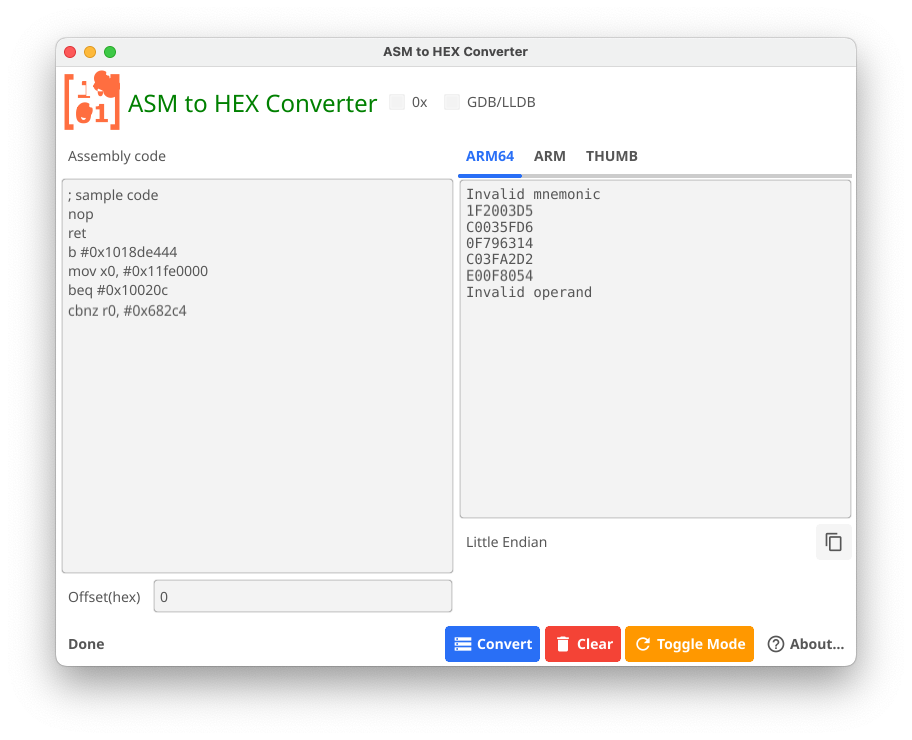 ASM to HEX Converter
ASM to HEX Converter
0x
GDB/LLDB
Assembly code
; sample code
nop
ret
b #0x1018de444
mov x0, #0x11fe0000
beq #0x10020c
cbnz r0, #0x682c4
Offset(hex)
0
ARM64 ARM THUMB
Invalid mnemonic
1F2003D5
C0035FD6
0F796314
C03FA2D2
E00F8054
Invalid operand
Little Endian
Done
Convert
Clear
Toggle Mode
About...